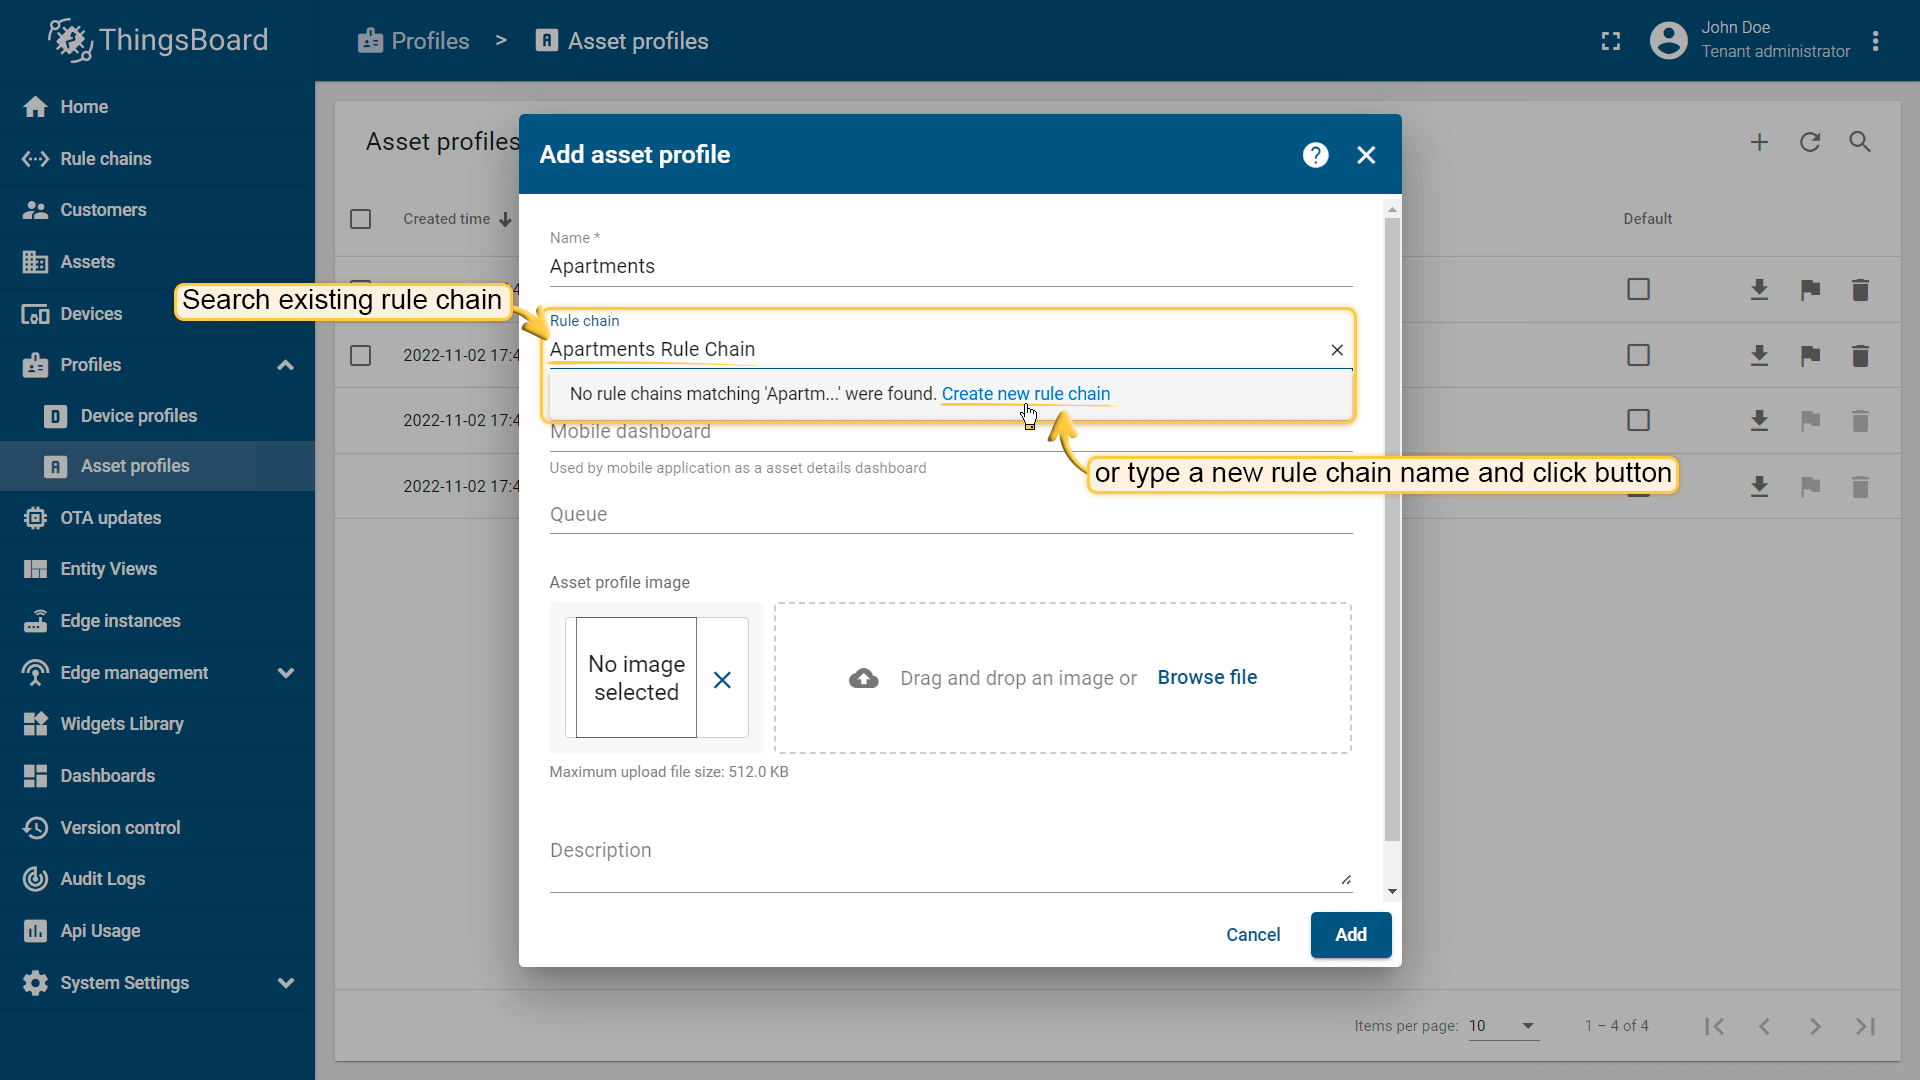 ThingsBoard
Profiles > Asset profiles
John Doe
Tenant administrator
Home
Rule chains
Customers
Assets
Devices
Profiles
Device profiles
Asset profiles
OTA updates
Entity Views
Edge instances
Edge management
Widgets Library
Dashboards
Version control
Audit Logs
Api Usage
System Settings
Asset profiles
Created time
Default
2022-11-02 17:4
2022-11-02 17:4
2022-11-02 17:4
Add asset profile
Name *
Apartments
Search existing rule chain
Rule chain
Apartments Rule Chain
No rule chains matching 'Apartm...' were found. Create new rule chain
Mobile dashboard
Used by mobile application as a asset details dashboard
or type a new rule chain name and click button
Queue
Asset profile image
No image
selected
Drag and drop an image or Browse file
Maximum upload file size: 512.0 KB
Description
Cancel
Add
Items per page: 10
1 – 4 of 4